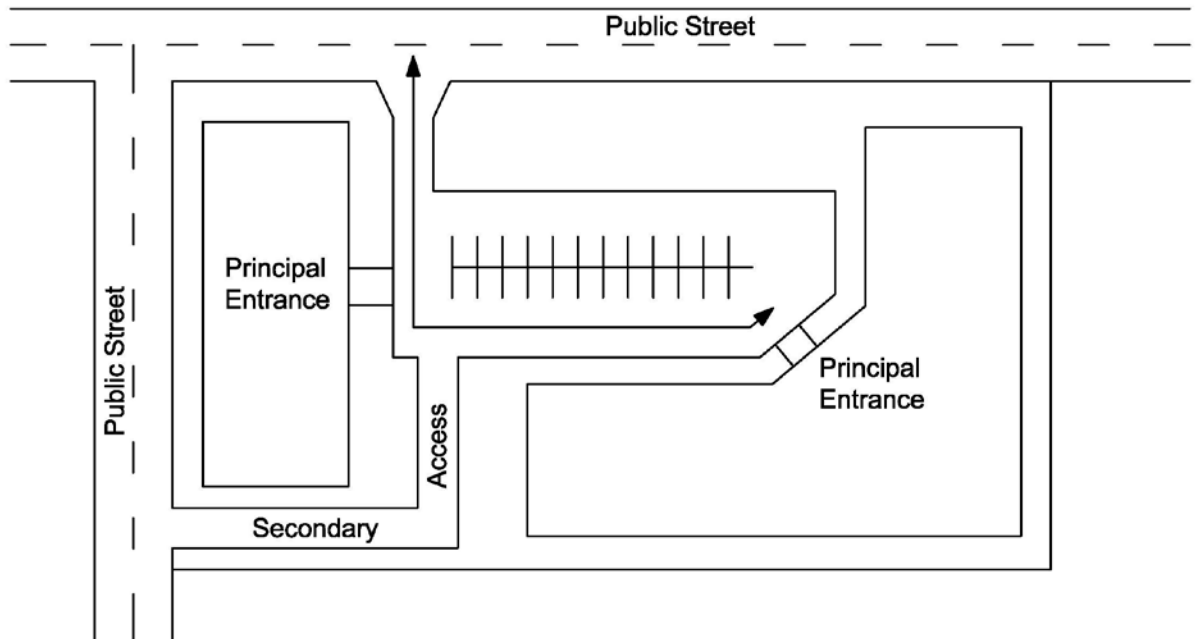 Public Street
Principal
Entrance
Public Street
Principal
Entrance
Access
Secondary